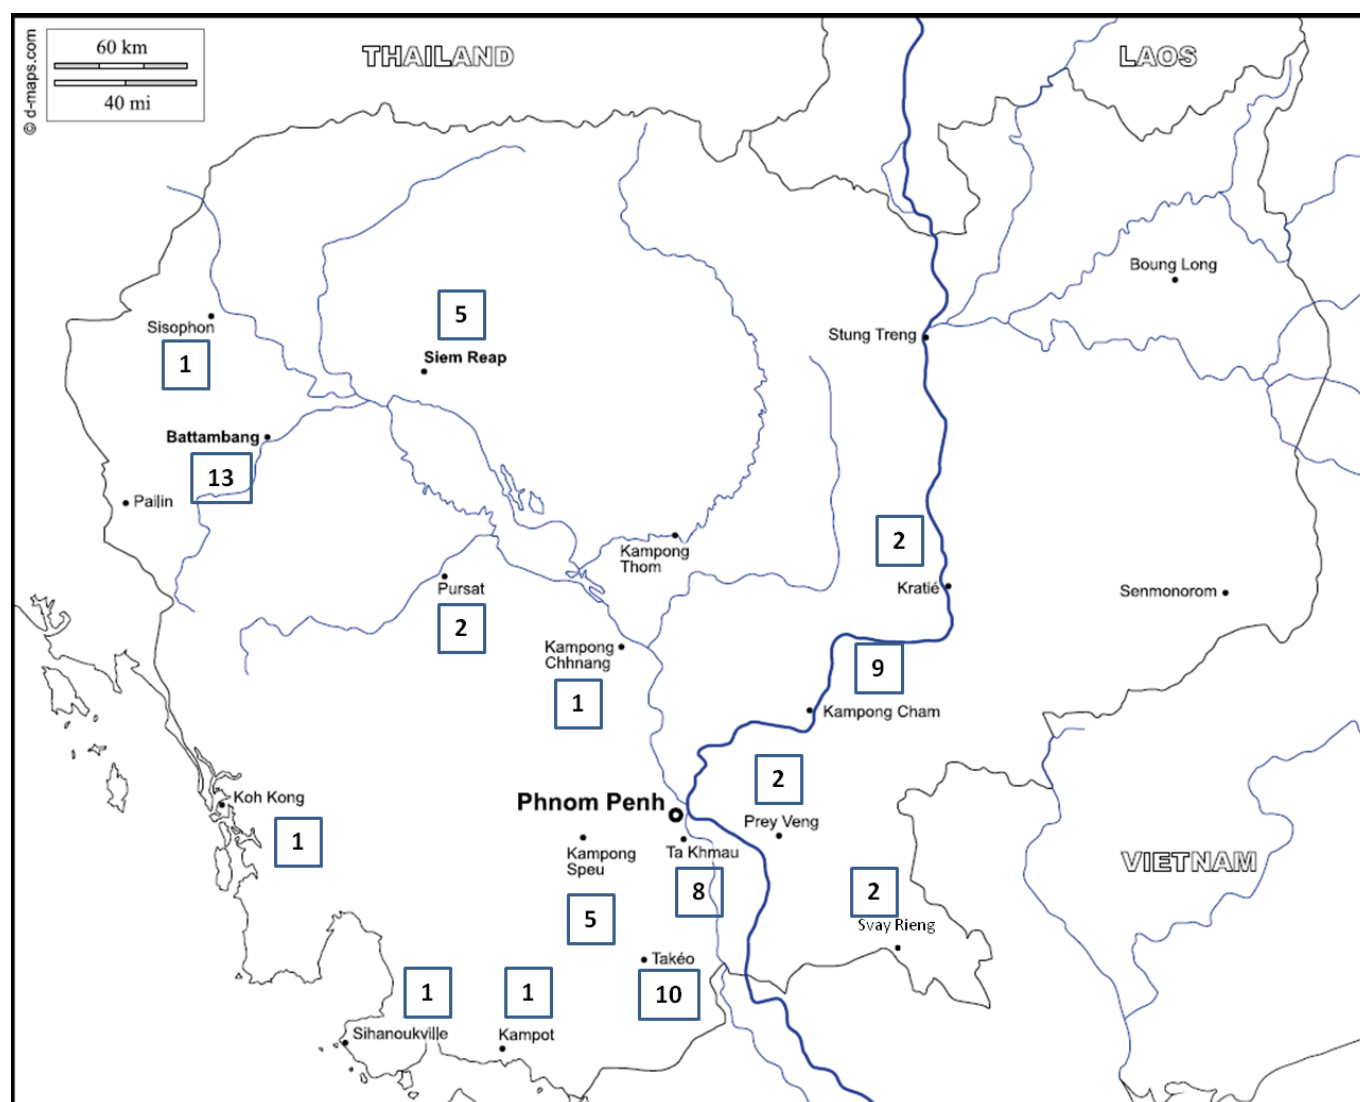 © d-maps.com
60 km
40 mi
THAILAND
LAOS
Boung Long
Sisophon
1
5
Siem Reap
Stung Treng
Battambang
13
Pailin
Kampong
Thom
2
Kratié
Senmonorom
Pursat
2
Kampong
Chhnang
1
9
Kampong Cham
2
Prey Veng
Phnom Penh
Koh Kong
1
Kampong
Speu
5
Ta Khmau
8
2
Svay Rieng
VIETNAM
Takéo
10
1
Sihanoukville
1
Kampot